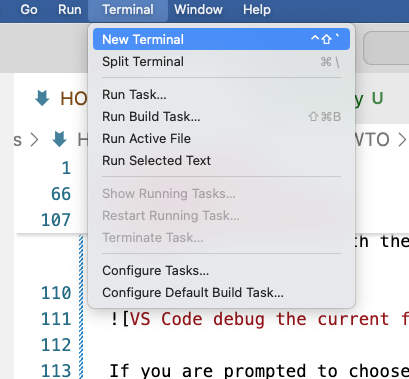 Go Run Terminal Window Help
New Terminal ^⇧`
Split Terminal ⌘\
HO y U
Run Task...
Run Build Task... ⇧⌘B
s > H WTO >
Run Active File
1 Run Selected Text
66 Show Running Tasks...
107 Restart Running Task...
Terminate Task... th the
Configure Tasks...
110 Configure Default Build Task...
111 ![VS Code debug the current f
112
113 If you are prompted to choose